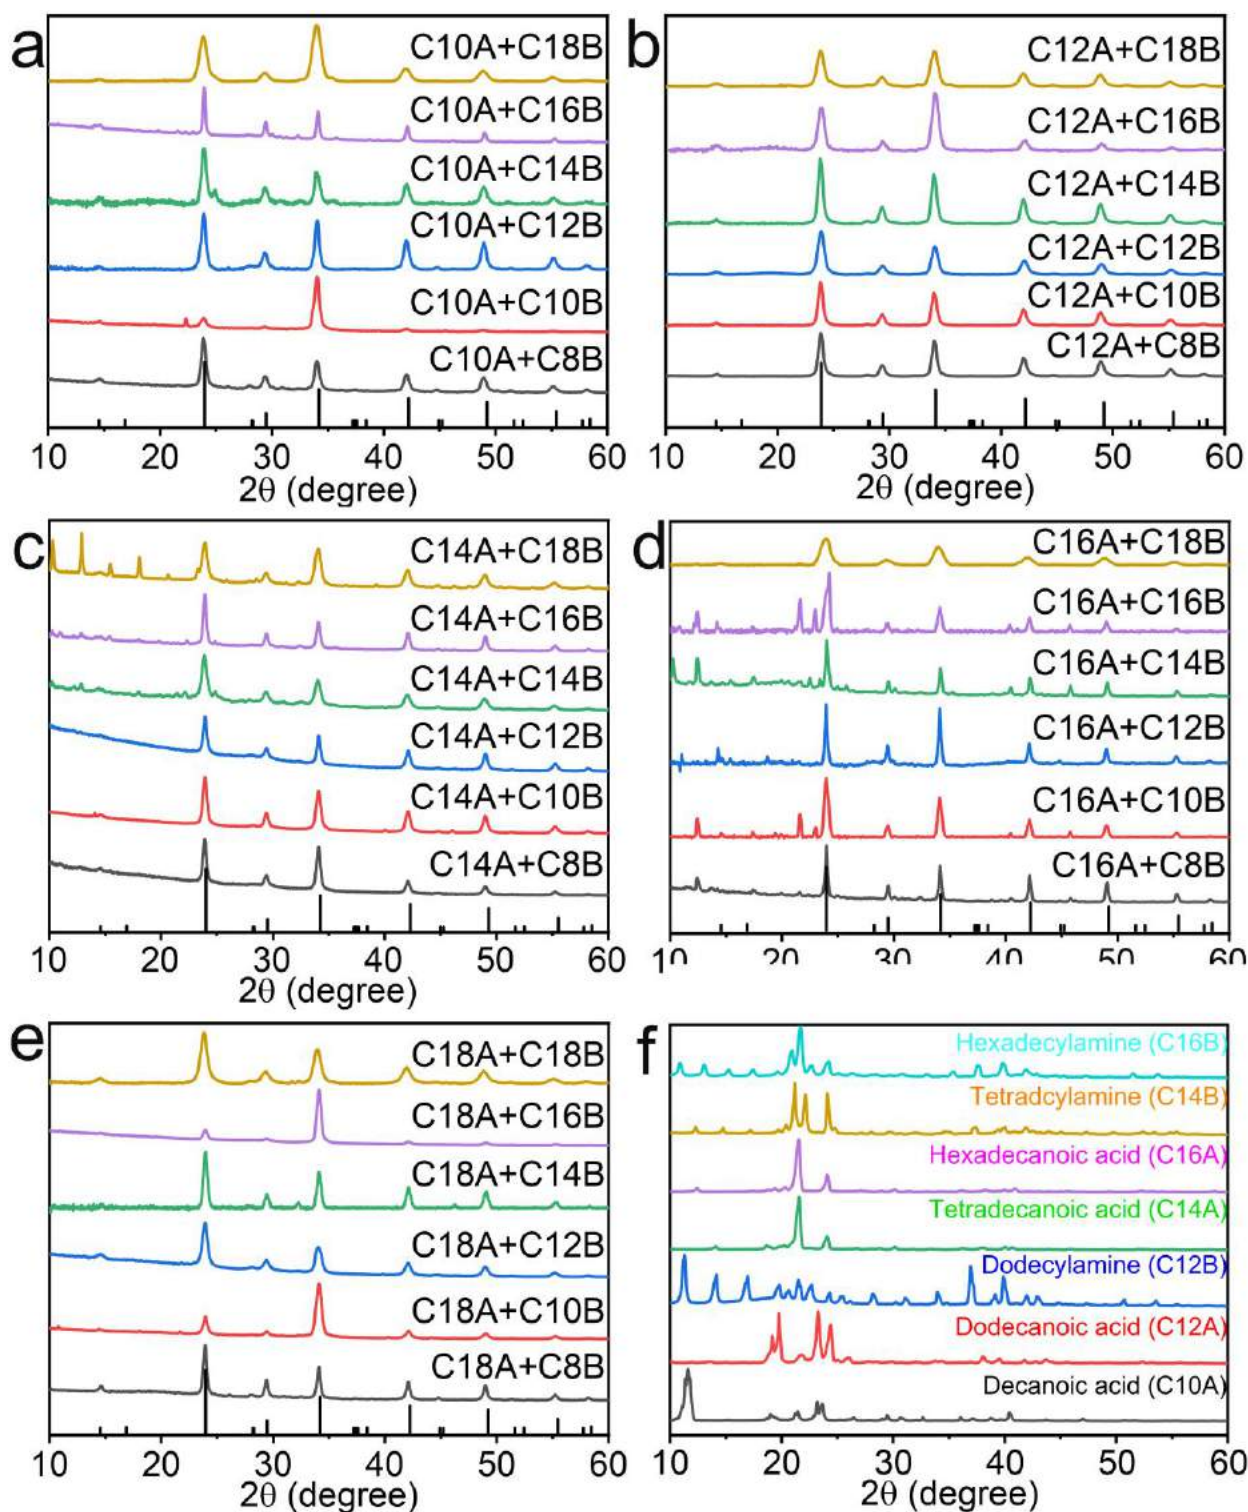 a
C10A+C18B
C10A+C16B
C10A+C14B
C10A+C12B
C10A+C10B
C10A+C8B
10 20 30 40 50 60
2θ (degree)
b
C12A+C18B
C12A+C16B
C12A+C14B
C12A+C12B
C12A+C10B
C12A+C8B
10 20 30 40 50 60
2θ (degree)
c
C14A+C18B
C14A+C16B
C14A+C14B
C14A+C12B
C14A+C10B
C14A+C8B
10 20 30 40 50 60
2θ (degree)
d
C16A+C18B
C16A+C16B
C16A+C14B
C16A+C12B
C16A+C10B
C16A+C8B
10 20 30 40 50 60
e
C18A+C18B
C18A+C16B
C18A+C14B
C18A+C12B
C18A+C10B
C18A+C8B
10 20 30 40 50 60
2θ (degree)
f
Hexadecylamine (C16B)
Tetradcylamine (C14B)
Hexadecanoic acid (C16A)
Tetradecanoic acid (C14A)
Dodecylamine (C12B)
Dodecanoic acid (C12A)
Decanoic acid (C10A)
10 20 30 40 50 60
2θ (degree)